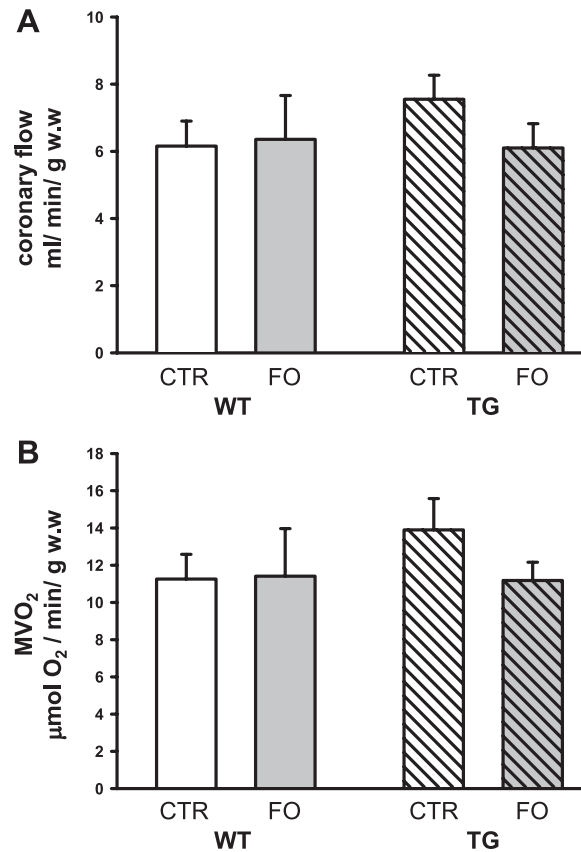 A
coronary flow
ml/ min/ g w.w
10
8
6
4
2
0
CTR FO CTR FO
WT TG
B
MVO₂
μmol O₂ / min/ g w.w
18
16
14
12
10
8
6
4
2
0
CTR FO CTR FO
WT TG